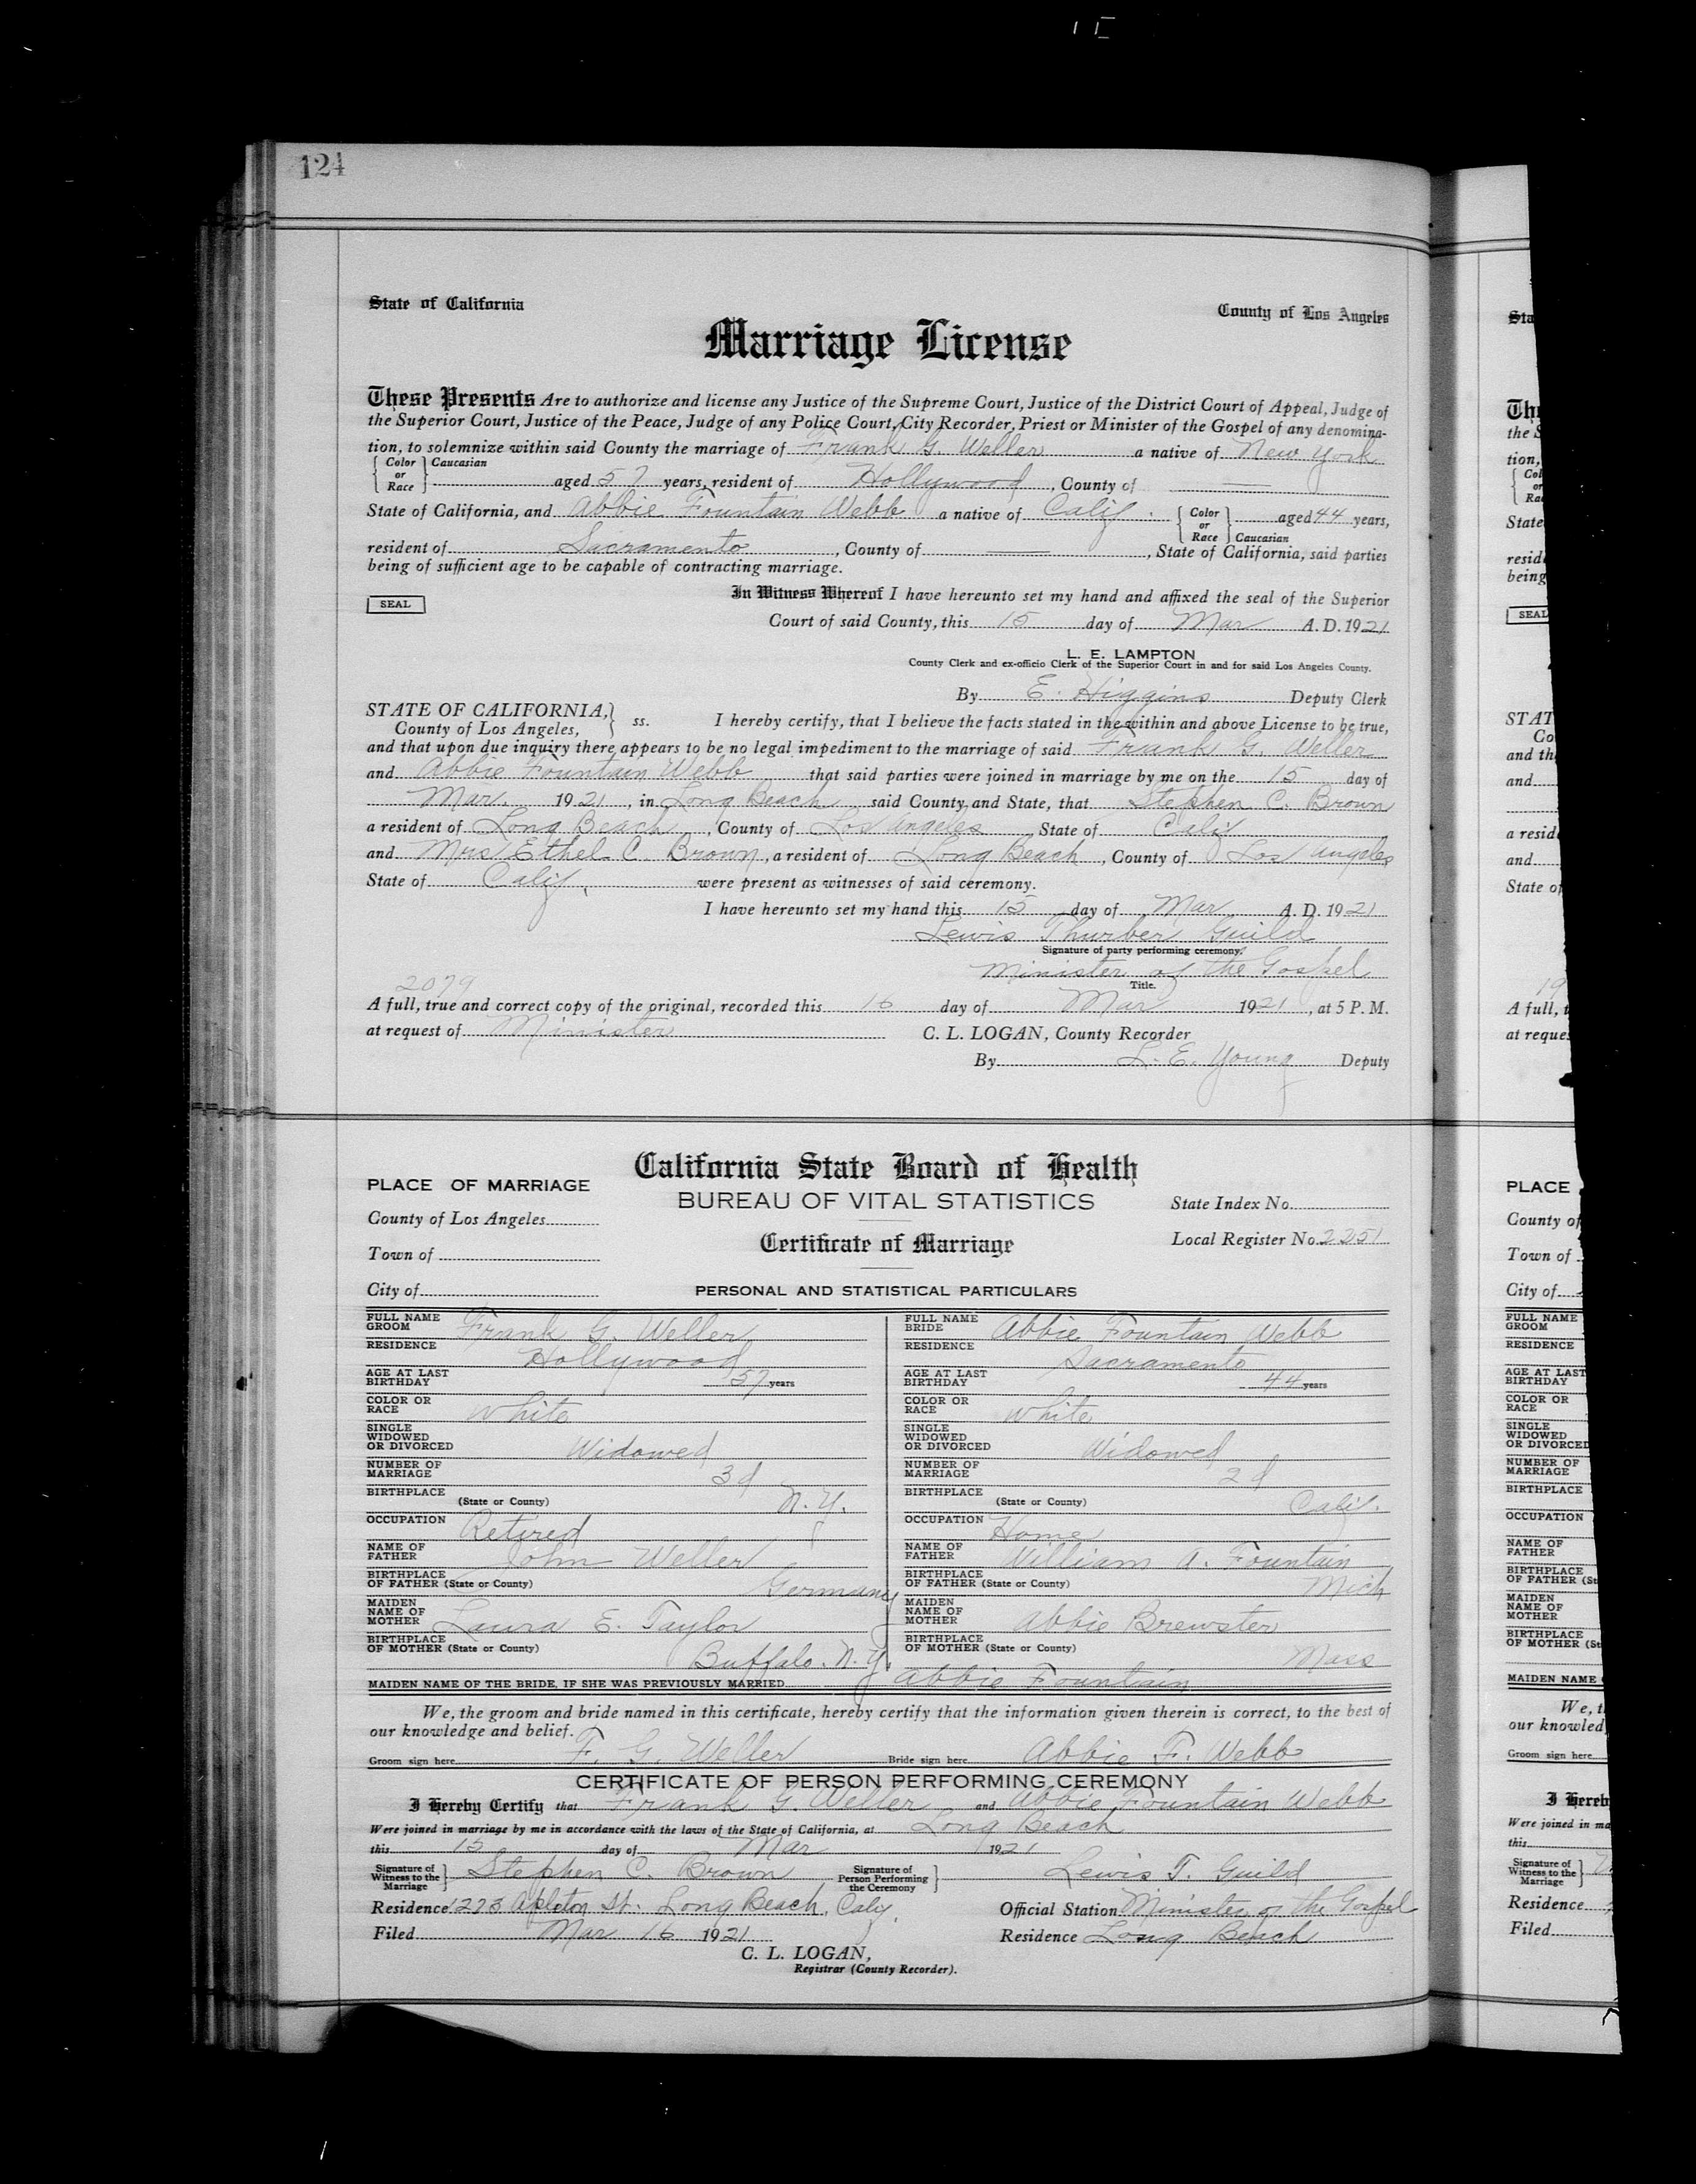 124
State of California
County of Los Angeles
Marriage License
These Presents Are to authorize and license any Justice of the Supreme Court, Justice of the District Court of Appeal, Judge of
the Superior Court, Justice of the Peace, Judge of any Police Court, City Recorder, Priest or Minister of the Gospel of any denomina-
tion, to solemnize within said County the marriage of Frank G. Weller a native of New York
Color or Race Caucasian aged 57 years, resident of Hollywood, County of —
State of California, and Abbie Fountain Webb a native of Calif. Color or Race Caucasian aged 44 years,
resident of Sacramento, County of —, State of California, said parties
being of sufficient age to be capable of contracting marriage.
In Witness Whereof I have hereunto set my hand and affixed the seal of the Superior
SEAL
Court of said County, this 15 day of Mar A. D. 1921
L. E. LAMPTON
County Clerk and ex-officio Clerk of the Superior Court in and for said Los Angeles County.
By E. Higgins Deputy Clerk
STATE OF CALIFORNIA,
County of Los Angeles, ss. I hereby certify, that I believe the facts stated in the within and above License to be true,
and that upon due inquiry there appears to be no legal impediment to the marriage of said Frank G. Weller
and Abbie Fountain Webb that said parties were joined in marriage by me on the 15 day of
Mar. 1921, in Long Beach said County and State, that Stephen C. Brown
a resident of Long Beach, County of Los Angeles State of Calif
and Mrs Ethel C Brown, a resident of Long Beach, County of Los Angeles
State of Calif. were present as witnesses of said ceremony.
I have hereunto set my hand this 15 day of Mar A. D. 1921
Lewis Thurber Guild
Signature of party performing ceremony.
Minister of the Gospel
Title.
2079
A full, true and correct copy of the original, recorded this 16 day of Mar 1921, at 5 P. M.
at request of Minister C. L. LOGAN, County Recorder
By L. E. Young Deputy
California State Board of Health
PLACE OF MARRIAGE
BUREAU OF VITAL STATISTICS
State Index No.
County of Los Angeles
Certificate of Marriage
Local Register No. 2251
Town of
City of
PERSONAL AND STATISTICAL PARTICULARS
FULL NAME GROOM Frank G. Weller
FULL NAME BRIDE Abbie Fountain Webb
RESIDENCE Hollywood
RESIDENCE Sacramento
AGE AT LAST BIRTHDAY 57 years
AGE AT LAST BIRTHDAY 44 years
COLOR OR RACE White
COLOR OR RACE White
SINGLE WIDOWED OR DIVORCED Widowed
SINGLE WIDOWED OR DIVORCED Widowed
NUMBER OF MARRIAGE 3d
NUMBER OF MARRIAGE 2d
BIRTHPLACE (State or County) N. Y.
BIRTHPLACE (State or County) Calif.
OCCUPATION Retired
OCCUPATION Home
NAME OF FATHER John Weller
NAME OF FATHER William A. Fountain
BIRTHPLACE OF FATHER (State or County) Germany
BIRTHPLACE OF FATHER (State or County) Mich
MAIDEN NAME OF MOTHER Laura E. Taylor
MAIDEN NAME OF MOTHER Abbie Brewster
BIRTHPLACE OF MOTHER (State or County) Buffalo. N. Y.
BIRTHPLACE OF MOTHER (State or County) Mass
MAIDEN NAME OF THE BRIDE, IF SHE WAS PREVIOUSLY MARRIED Abbie Fountain
We, the groom and bride named in this certificate, hereby certify that the information given therein is correct, to the best of
our knowledge and belief.
Groom sign here F. G. Weller Bride sign here Abbie F. Webb
CERTIFICATE OF PERSON PERFORMING CEREMONY
I Hereby Certify that Frank G. Weller and Abbie Fountain Webb
Were joined in marriage by me in accordance with the laws of the State of California, at Long Beach
this 15 day of Mar 1921
Signature of Witness to the Marriage Stephen C. Brown Signature of Person Performing the Ceremony Lewis T. Guild
Residence 1223 Apleton St. Long Beach, Calif. Official Station Minister of the Gospel
Filed Mar 16 1921 Residence Long Beach
C. L. LOGAN,
Registrar (County Recorder).